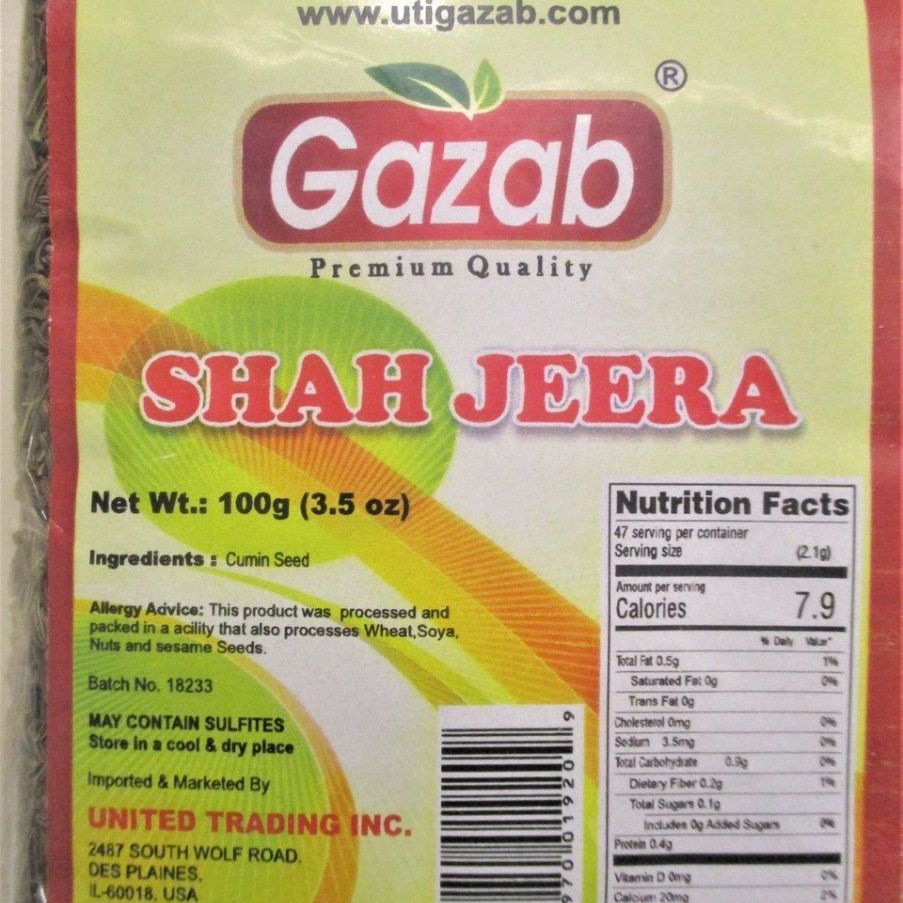 www.utigazab.com
Gazab®
Premium Quality
SHAH JEERA
Net Wt.: 100g (3.5 oz)
Ingredients : Cumin Seed
Allergy Advice: This product was processed and
packed in a acility that also processes Wheat,Soya,
Nuts and sesame Seeds.
Batch No. 18233
MAY CONTAIN SULFITES
Store in a cool & dry place
Imported & Marketed By
UNITED TRADING INC.
2487 SOUTH WOLF ROAD,
DES PLAINES,
IL-60018, USA
Nutrition Facts
47 serving per container
Serving size (2.1g)
Amount per serving
Calories 7.9
% Daily Value*
Total Fat 0.5g 1%
Saturated Fat 0g 0%
Trans Fat 0g
Cholesterol 0mg 0%
Sodium 3.5mg 0%
Total Carbohydrate 0.9g 0%
Dietary Fiber 0.2g 1%
Total Sugars 0.1g
Includes 0g Added Sugars 0%
Protein 0.4g
Vitamin D 0mg 0%
Calcium 20mg 2%
97001 01920 9